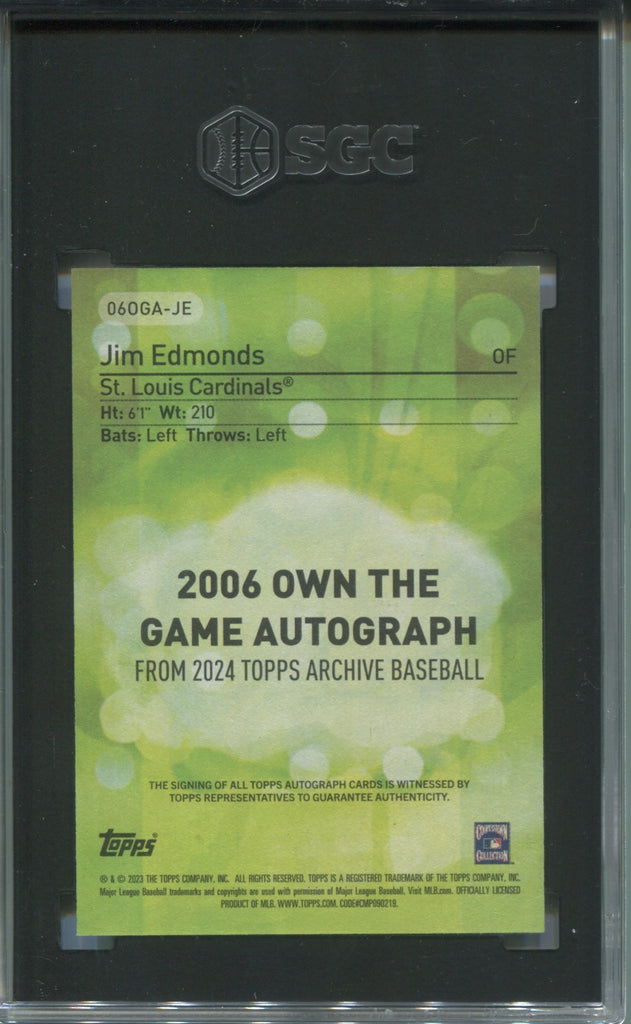 SGC
06OGA-JE
Jim Edmonds OF
St. Louis Cardinals®
Ht: 6'1" Wt: 210
Bats: Left Throws: Left
2006 OWN THE
GAME AUTOGRAPH
FROM 2024 TOPPS ARCHIVE BASEBALL
THE SIGNING OF ALL TOPPS AUTOGRAPH CARDS IS WITNESSED BY
TOPPS REPRESENTATIVES TO GUARANTEE AUTHENTICITY.
Topps®
COOPERSTOWN
COLLECTION
® & © 2023 THE TOPPS COMPANY, INC. ALL RIGHTS RESERVED. TOPPS IS A REGISTERED TRADEMARK OF THE TOPPS COMPANY, INC.
Major League Baseball trademarks and copyrights are used with permission of Major League Baseball. Visit MLB.com. OFFICIALLY LICENSED
PRODUCT OF MLB. WWW.TOPPS.COM. CODE#CMP090219.